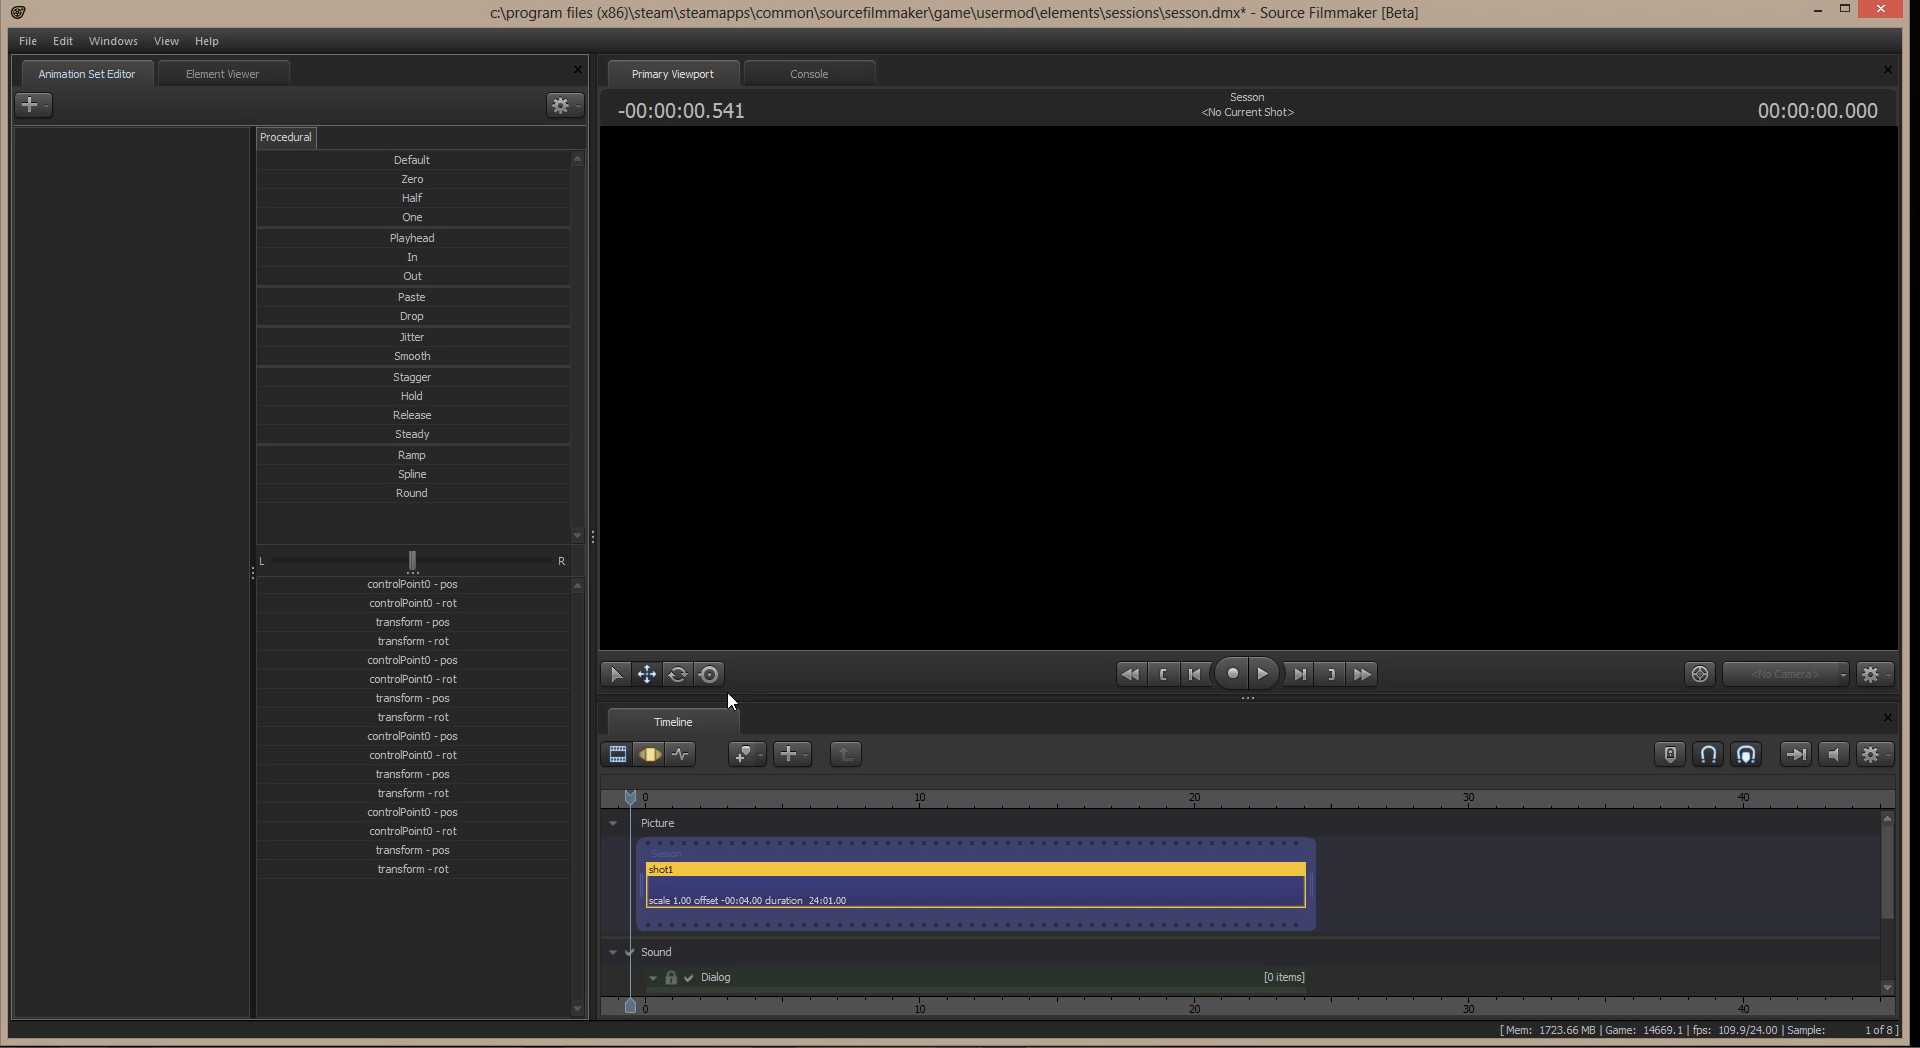 c:\program files (x86)\steam\steamapps\common\sourcefilmmaker\game\usermod\elements\sessions\sesson.dmx* - Source Filmmaker [Beta]
File Edit Windows View Help
Animation Set Editor Element Viewer
Primary Viewport Console
-00:00:00.541
Sesson
<No Current Shot>
00:00:00.000
Procedural
Default
Zero
Half
One
Playhead
In
Out
Paste
Drop
Jitter
Smooth
Stagger
Hold
Release
Steady
Ramp
Spline
Round
L R
controlPoint0 - pos
controlPoint0 - rot
transform - pos
transform - rot
controlPoint0 - pos
controlPoint0 - rot
transform - pos
transform - rot
controlPoint0 - pos
controlPoint0 - rot
transform - pos
transform - rot
controlPoint0 - pos
controlPoint0 - rot
transform - pos
transform - rot
<No Camera>
Timeline
0 10 20 30 40
Picture
Sesson
shot1
scale 1.00 offset -00:04.00 duration 24:01.00
Sound
Dialog [0 items]
0 10 20 30 40
[ Mem: 1723.66 MB | Game: 14669.1 | fps: 109.9/24.00 | Sample: 1 of 8 ]